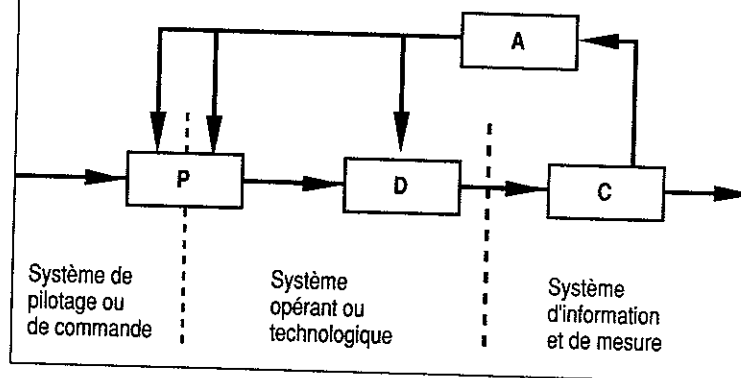 A
P
D
C
Système de
pilotage ou
de commande
Système
opérant ou
technologique
Système
d'information
et de mesure